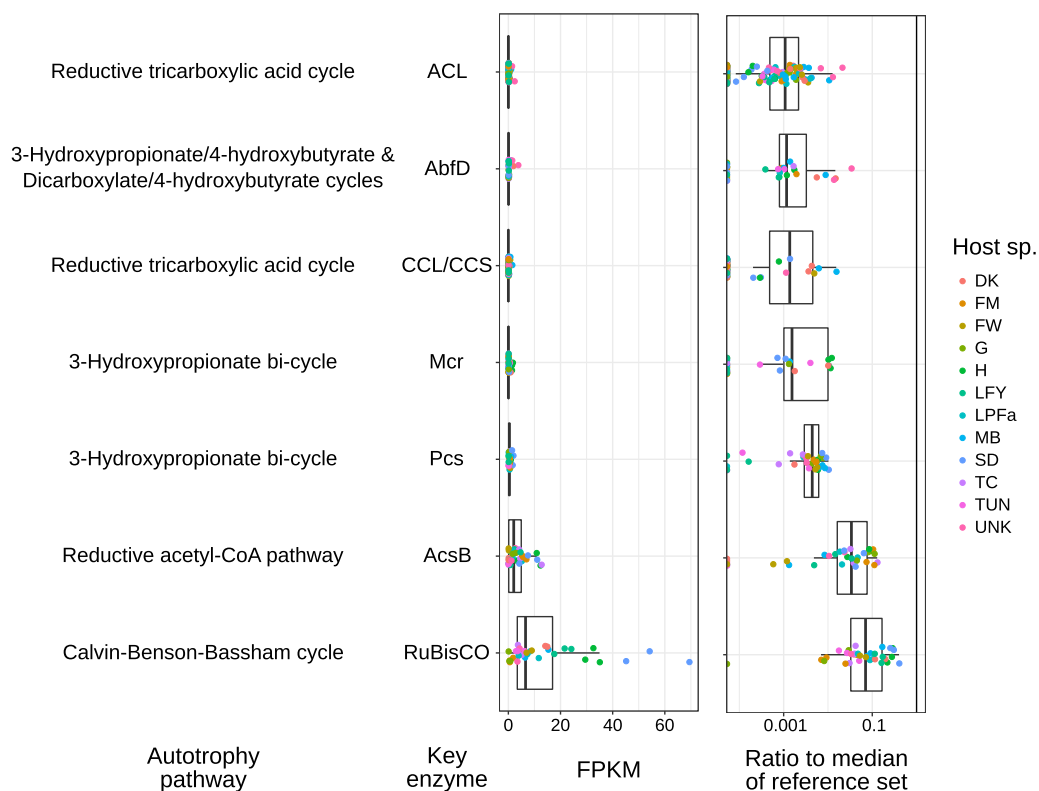 Reductive tricarboxylic acid cycle
ACL
3-Hydroxypropionate/4-hydroxybutyrate &
Dicarboxylate/4-hydroxybutyrate cycles
AbfD
Reductive tricarboxylic acid cycle
CCL/CCS
3-Hydroxypropionate bi-cycle
Mcr
3-Hydroxypropionate bi-cycle
Pcs
Reductive acetyl-CoA pathway
AcsB
Calvin-Benson-Bassham cycle
RuBisCO
0 20 40 60
0.001 0.1
Autotrophy
pathway
Key
enzyme
FPKM
Ratio to median
of reference set
Host sp.
DK
FM
FW
G
H
LFY
LPFa
MB
SD
TC
TUN
UNK